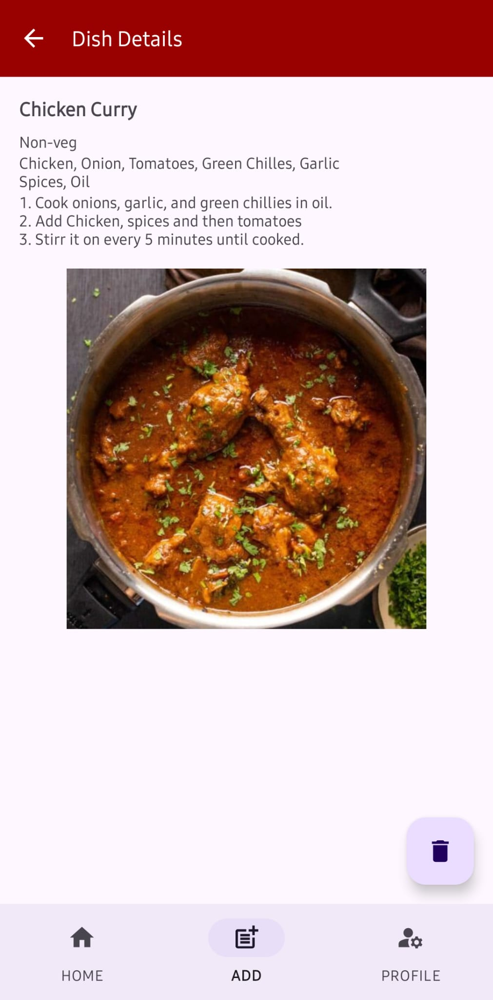 Dish Details
Chicken Curry
Non-veg
Chicken, Onion, Tomatoes, Green Chilles, Garlic
Spices, Oil
1. Cook onions, garlic, and green chillies in oil.
2. Add Chicken, spices and then tomatoes
3. Stirr it on every 5 minutes until cooked.
HOME
ADD
PROFILE